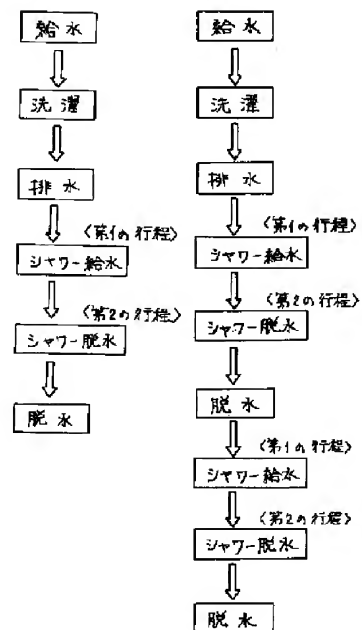 給水
洗濯
排水
〈第1の行程〉
シャワー給水
〈第2の行程〉
シャワー脱水
脱水
給水
洗濯
排水
〈第1の行程〉
シャワー給水
〈第2の行程〉
シャワー脱水
脱水
〈第1の行程〉
シャワー給水
〈第2の行程〉
シャワー脱水
脱水